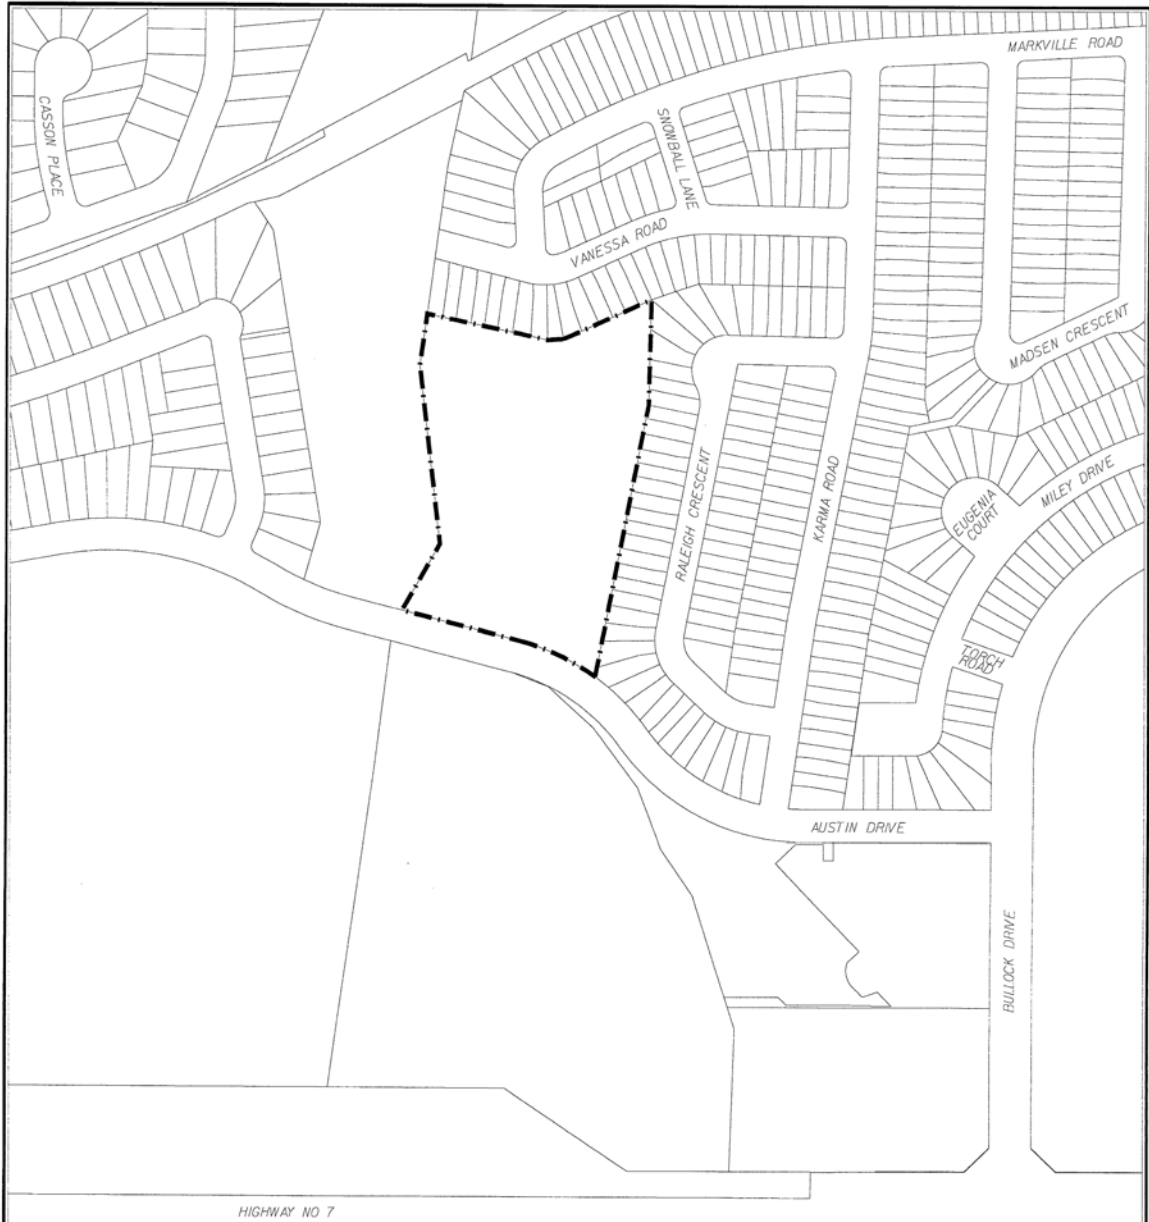 MARKVILLE ROAD
CASSON PLACE
SNOWBALL LANE
VANESSA ROAD
MADSEN CRESCENT
RALEIGH CRESCENT
KARMA ROAD
MILEY DRIVE
EUGENIA
COURT
TORCH
ROAD
AUSTIN DRIVE
BULLOCK DRIVE
HIGHWAY NO 7